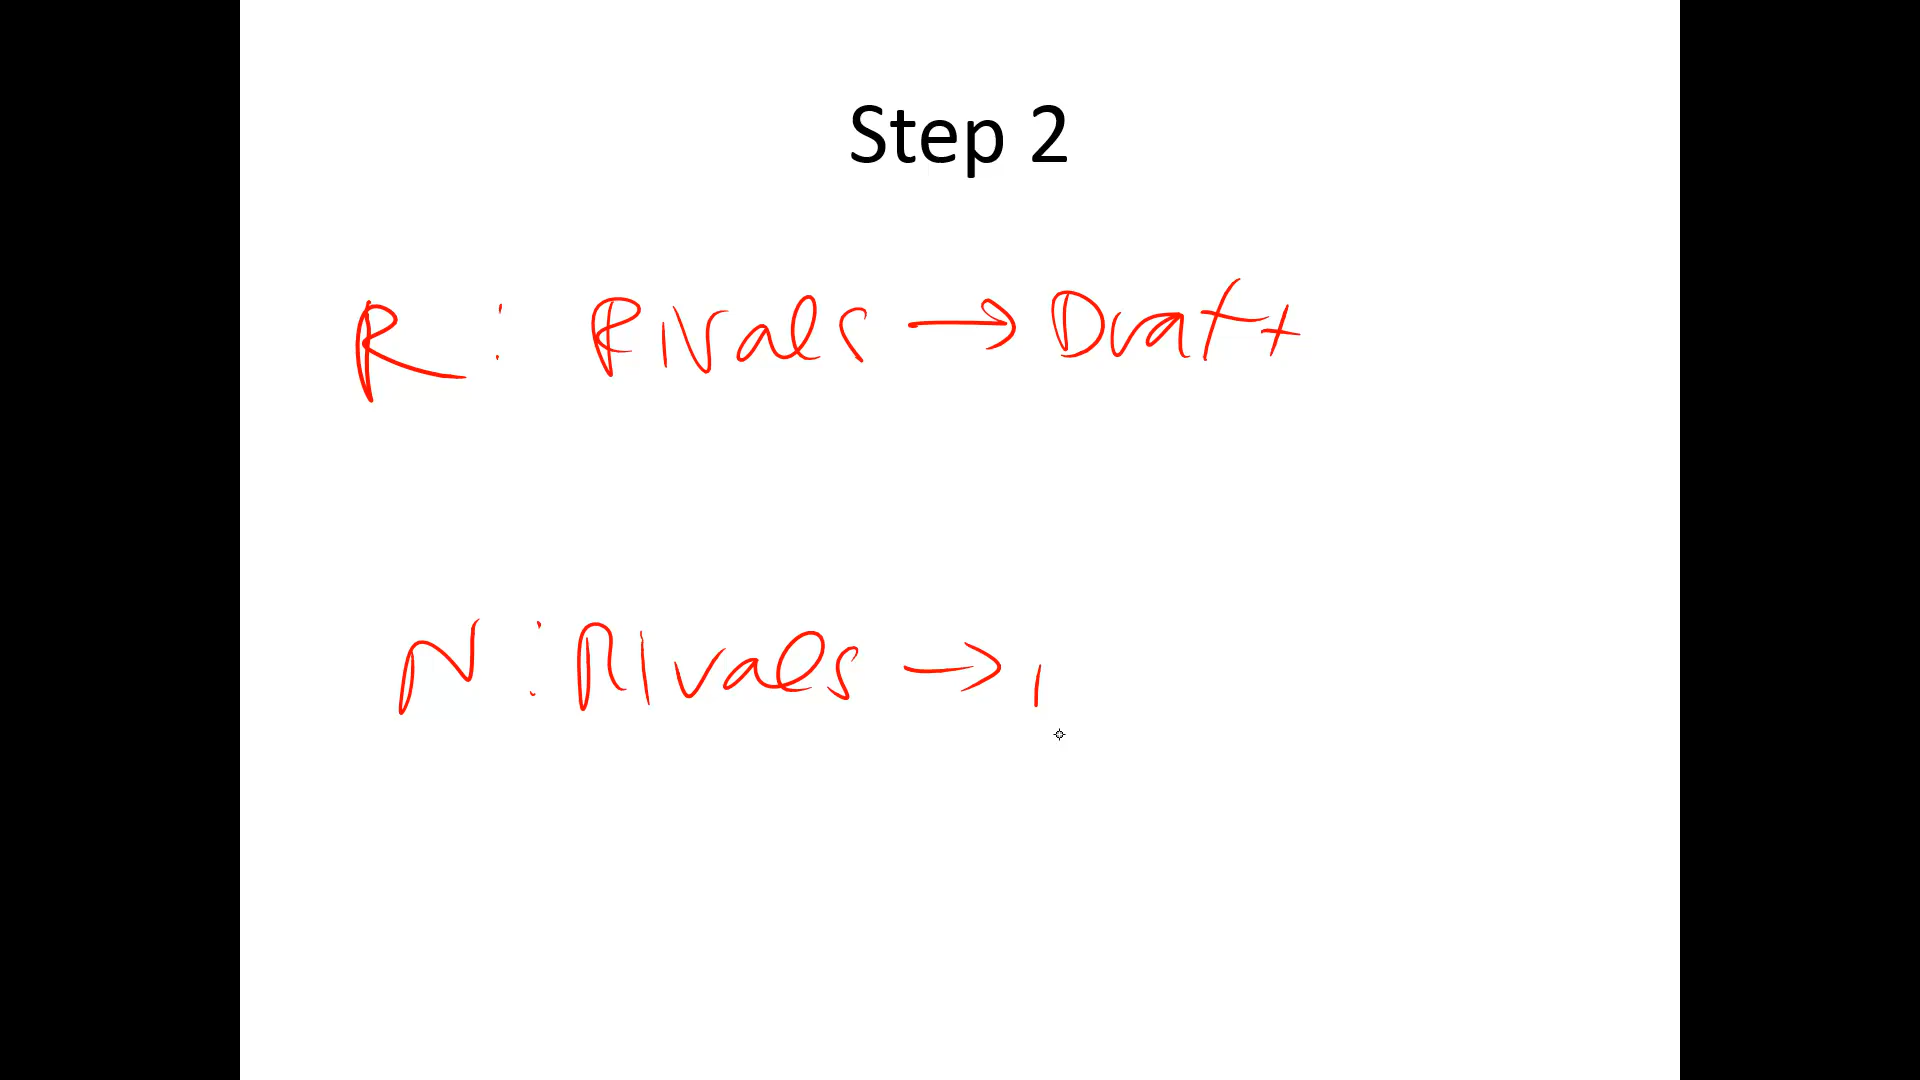 Step 2
R: Rivals → Draft
N: Rivals →